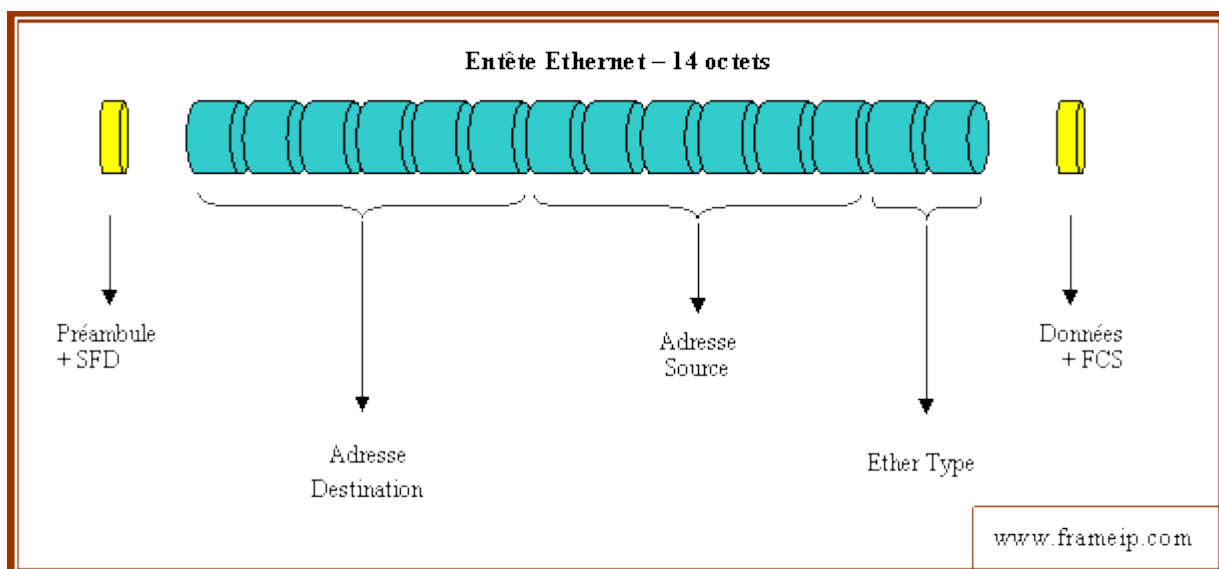 Entête Ethernet – 14 octets
Préambule
+ SFD
Adresse
Destination
Adresse
Source
Ether Type
Données
+ FCS
www.frameip.com